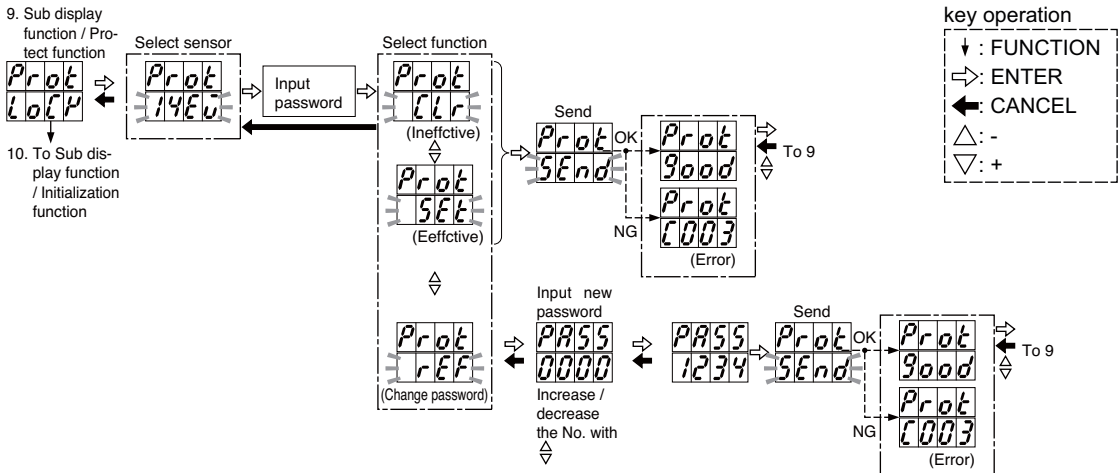 9. Sub display
function / Pro-
tect function
Prot
LoCK
10. To Sub dis-
play function
/ Initialization
function
Select sensor
Prot
Input
password
Select function
Prot
CLr
(Ineffctive)
Prot
SEt
(Eeffctive)
Prot
rEF
(Change password)
Send
Prot
SEnd
OK
NG
Prot
good
Prot
C003
(Error)
To 9
Input new
password
PASS
0000
Increase /
decrease
the No. with
PASS
1234
Send
Prot
SEnd
OK
NG
Prot
good
Prot
C003
(Error)
To 9
key operation
: FUNCTION
: ENTER
: CANCEL
△: -
▽: +